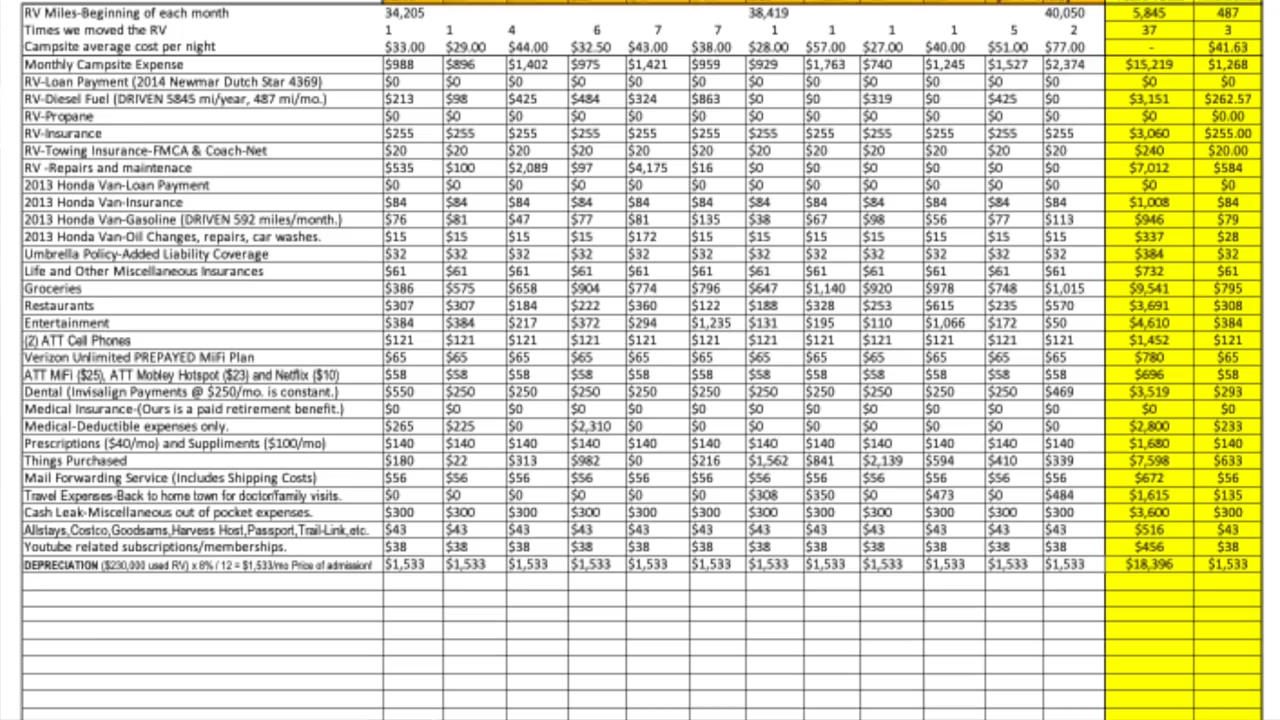 RV Miles-Beginning of each month 34,205 38,419 40,050 5,845 487
Times we moved the RV 1 1 4 6 7 7 1 1 1 1 5 2 37 3
Campsite average cost per night $33.00 $29.00 $44.00 $32.50 $43.00 $38.00 $28.00 $57.00 $27.00 $40.00 $51.00 $77.00 - $41.63
Monthly Campsite Expense $988 $896 $1,402 $975 $1,421 $959 $929 $1,763 $740 $1,245 $1,527 $2,374 $15,219 $1,268
RV-Loan Payment (2014 Newmar Dutch Star 4369) $0 $0 $0 $0 $0 $0 $0 $0 $0 $0 $0 $0 $0 $0
RV-Diesel Fuel (DRIVEN 5845 mi/year, 487 mi/mo.) $213 $98 $425 $484 $324 $863 $0 $0 $319 $0 $425 $0 $3,151 $262.57
RV-Propane $0 $0 $0 $0 $0 $0 $0 $0 $0 $0 $0 $0 $0 $0.00
RV-Insurance $255 $255 $255 $255 $255 $255 $255 $255 $255 $255 $255 $255 $3,060 $255.00
RV-Towing Insurance-FMCA & Coach-Net $20 $20 $20 $20 $20 $20 $20 $20 $20 $20 $20 $20 $240 $20.00
RV -Repairs and maintenace $535 $100 $2,089 $97 $4,175 $16 $0 $0 $0 $0 $0 $0 $7,012 $584
2013 Honda Van-Loan Payment $0 $0 $0 $0 $0 $0 $0 $0 $0 $0 $0 $0 $0 $0
2013 Honda Van-Insurance $84 $84 $84 $84 $84 $84 $84 $84 $84 $84 $84 $84 $1,008 $84
2013 Honda Van-Gasoline (DRIVEN 592 miles/month.) $76 $81 $47 $77 $81 $135 $38 $67 $98 $56 $77 $113 $946 $79
2013 Honda Van-Oil Changes, repairs, car washes. $15 $15 $15 $15 $172 $15 $15 $15 $15 $15 $15 $15 $337 $28
Umbrella Policy-Added Liability Coverage $32 $32 $32 $32 $32 $32 $32 $32 $32 $32 $32 $32 $384 $32
Life and Other Miscellaneous Insurances $61 $61 $61 $61 $61 $61 $61 $61 $61 $61 $61 $61 $732 $61
Groceries $386 $575 $658 $904 $774 $796 $647 $1,140 $920 $978 $748 $1,015 $9,541 $795
Restaurants $307 $307 $184 $222 $360 $122 $188 $328 $253 $615 $235 $570 $3,691 $308
Entertainment $384 $384 $217 $372 $294 $1,235 $131 $195 $110 $1,066 $172 $50 $4,610 $384
(2) ATT Cell Phones $121 $121 $121 $121 $121 $121 $121 $121 $121 $121 $121 $121 $1,452 $121
Verizon Unlimited PREPAYED MiFi Plan $65 $65 $65 $65 $65 $65 $65 $65 $65 $65 $65 $65 $780 $65
ATT MiFi ($25), ATT Mobley Hotspot ($23) and Netflix ($10) $58 $58 $58 $58 $58 $58 $58 $58 $58 $58 $58 $58 $696 $58
Dental (Invisalign Payments @ $250/mo. is constant.) $550 $250 $250 $250 $250 $250 $250 $250 $250 $250 $250 $469 $3,519 $293
Medical Insurance-(Ours is a paid retirement benefit.) $0 $0 $0 $0 $0 $0 $0 $0 $0 $0 $0 $0 $0 $0
Medical-Deductible expenses only. $265 $225 $0 $2,310 $0 $0 $0 $0 $0 $0 $0 $0 $2,800 $233
Prescriptions ($40/mo) and Suppliments ($100/mo) $140 $140 $140 $140 $140 $140 $140 $140 $140 $140 $140 $140 $1,680 $140
Things Purchased $180 $22 $313 $982 $0 $216 $1,562 $841 $2,139 $594 $410 $339 $7,598 $633
Mail Forwarding Service (Includes Shipping Costs) $56 $56 $56 $56 $56 $56 $56 $56 $56 $56 $56 $56 $672 $56
Travel Expenses-Back to home town for doctor/family visits. $0 $0 $0 $0 $0 $0 $308 $350 $0 $473 $0 $484 $1,615 $135
Cash Leak-Miscellaneous out of pocket expenses. $300 $300 $300 $300 $300 $300 $300 $300 $300 $300 $300 $300 $3,600 $300
Allstays,Costco,Goodsams,Harvess Host,Passport,Trail-Link,etc. $43 $43 $43 $43 $43 $43 $43 $43 $43 $43 $43 $43 $516 $43
Youtube related subscriptions/memberships. $38 $38 $38 $38 $38 $38 $38 $38 $38 $38 $38 $38 $456 $38
DEPRECIATION ($230,000 used RV) x 8% / 12 = $1,533/mo Price of admission! $1,533 $1,533 $1,533 $1,533 $1,533 $1,533 $1,533 $1,533 $1,533 $1,533 $1,533 $1,533 $18,396 $1,533